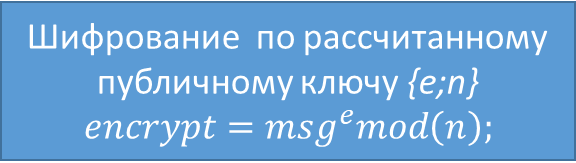 Шифрование по рассчитанному
публичному ключу {e;n}
encrypt = msg^e mod(n);